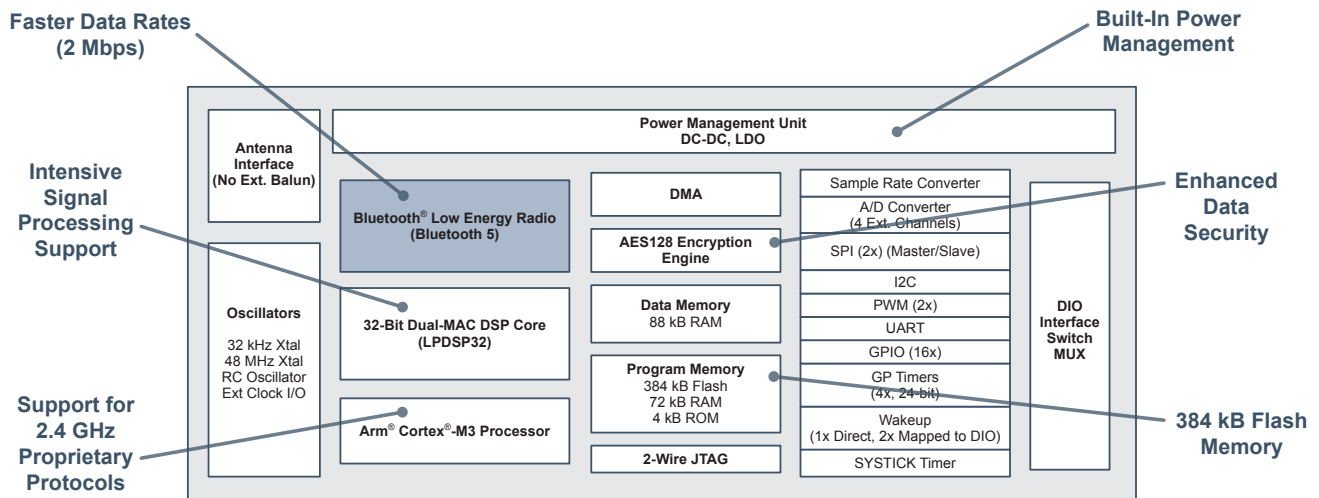 Faster Data Rates
(2 Mbps)
Built-In Power
Management
Intensive
Signal
Processing
Support
Enhanced
Data
Security
Support for
2.4 GHz
Proprietary
Protocols
384 kB Flash
Memory
Antenna
Interface
(No Ext. Balun)
Power Management Unit
DC-DC, LDO
Oscillators
32 kHz Xtal
48 MHz Xtal
RC Oscillator
Ext Clock I/O
Bluetooth® Low Energy Radio
(Bluetooth 5)
32-Bit Dual-MAC DSP Core
(LPDSP32)
Arm® Cortex®-M3 Processor
DMA
AES128 Encryption
Engine
Data Memory
88 kB RAM
Program Memory
384 kB Flash
72 kB RAM
4 kB ROM
2-Wire JTAG
Sample Rate Converter
A/D Converter
(4 Ext. Channels)
SPI (2x) (Master/Slave)
I2C
PWM (2x)
UART
GPIO (16x)
GP Timers
(4x, 24-bit)
Wakeup
(1x Direct, 2x Mapped to DIO)
SYSTICK Timer
DIO
Interface
Switch
MUX